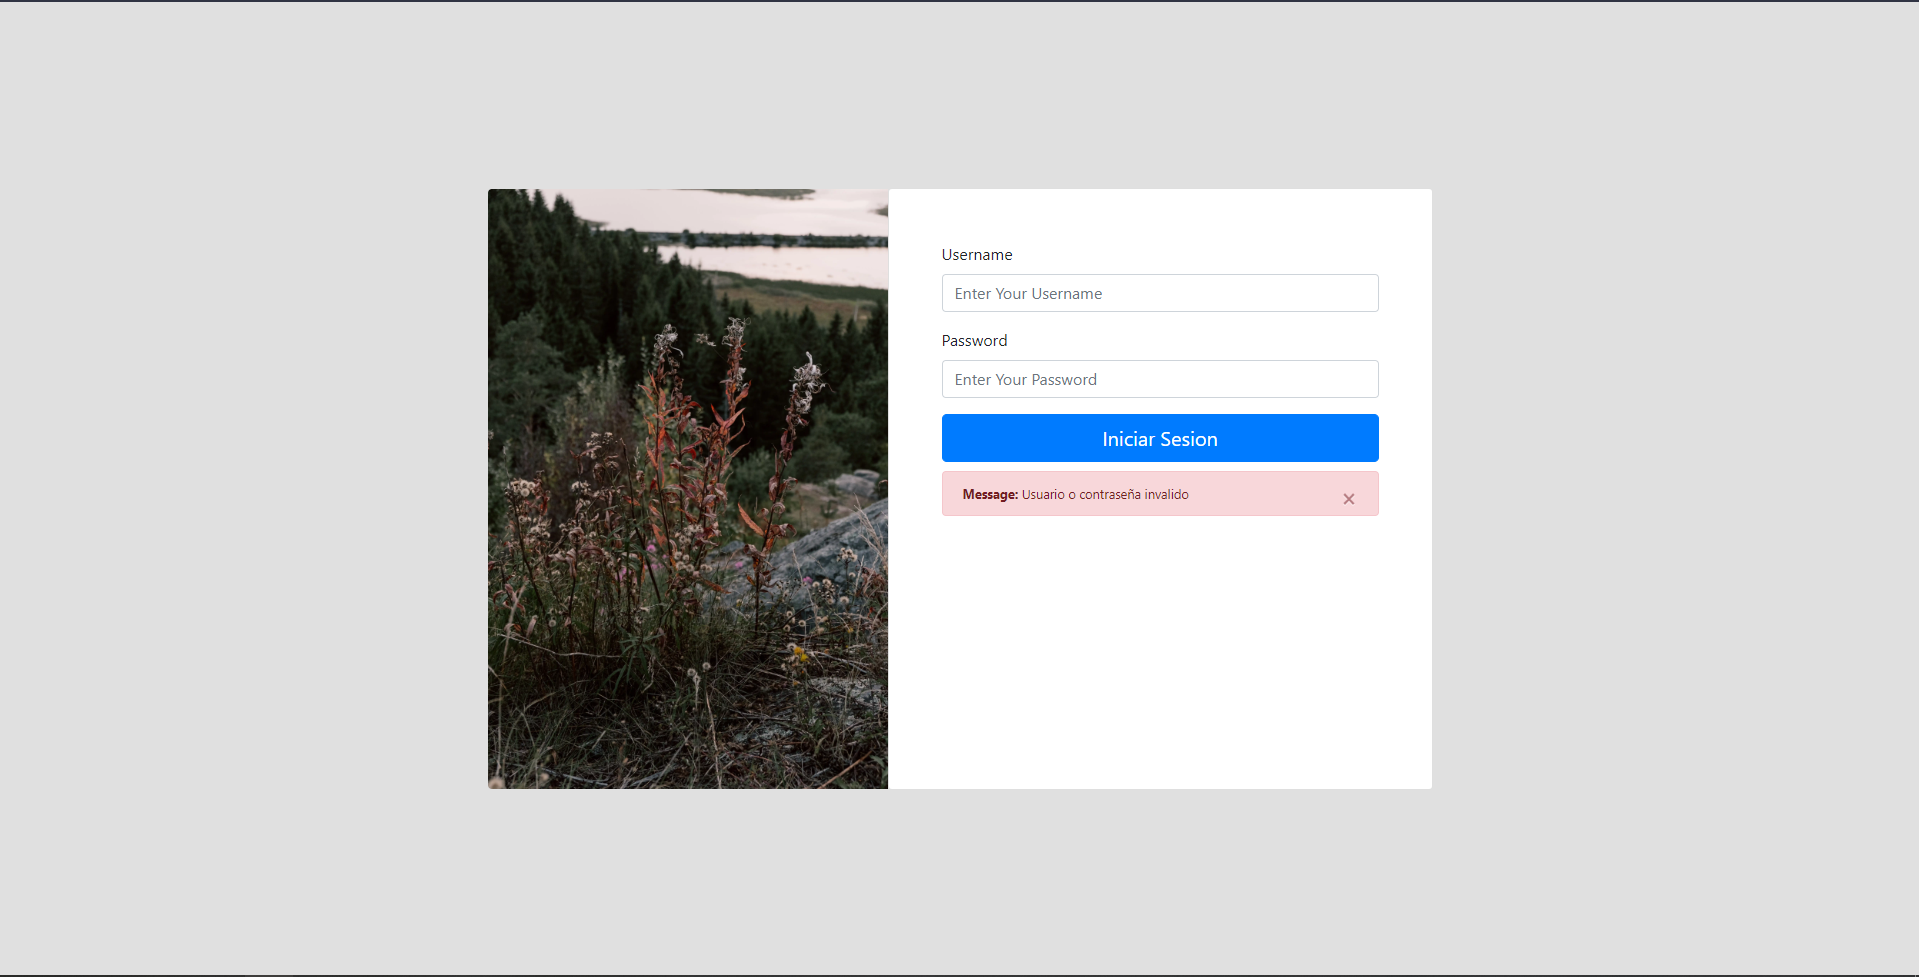 Username
Enter Your Username
Password
Enter Your Password
Iniciar Sesion
Message: Usuario o contraseña invalido ×